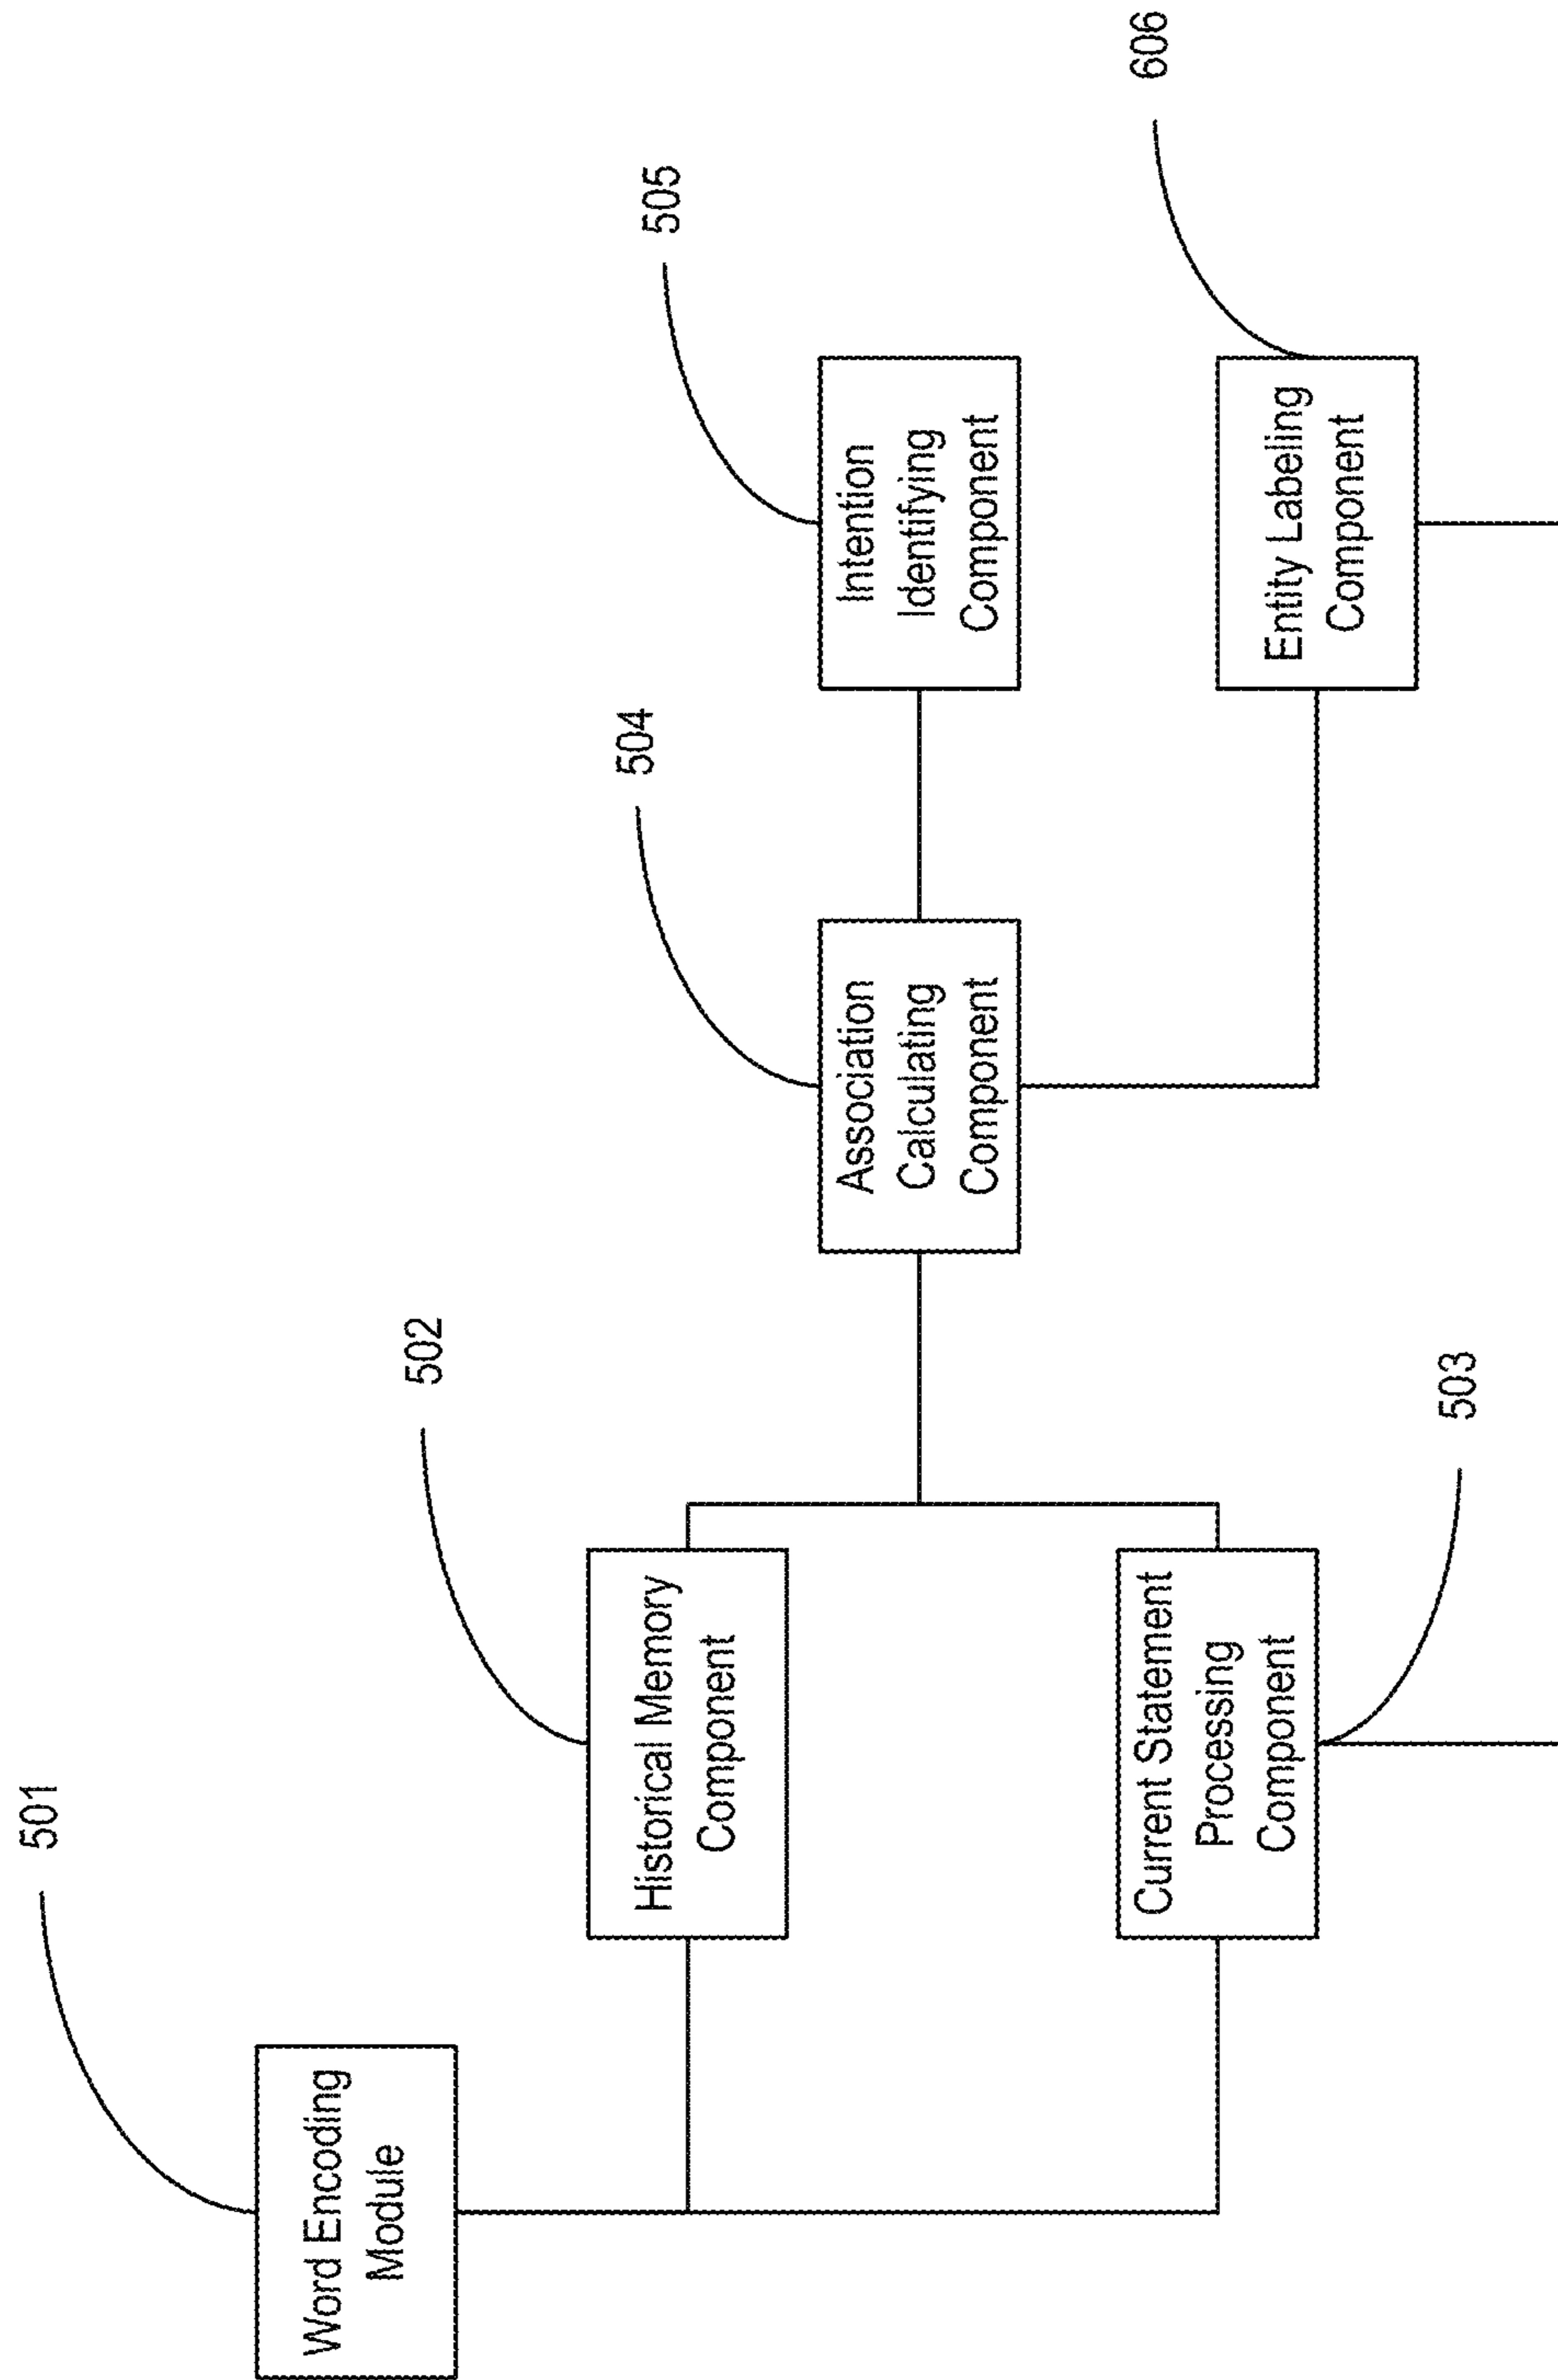 501
Word Encoding
Module
502
Historical Memory
Component
Current Statement
Processing
Component
503
504
Association
Calculating
Component
505
Intention
Identifying
Component
606
Entity Labeling
Component